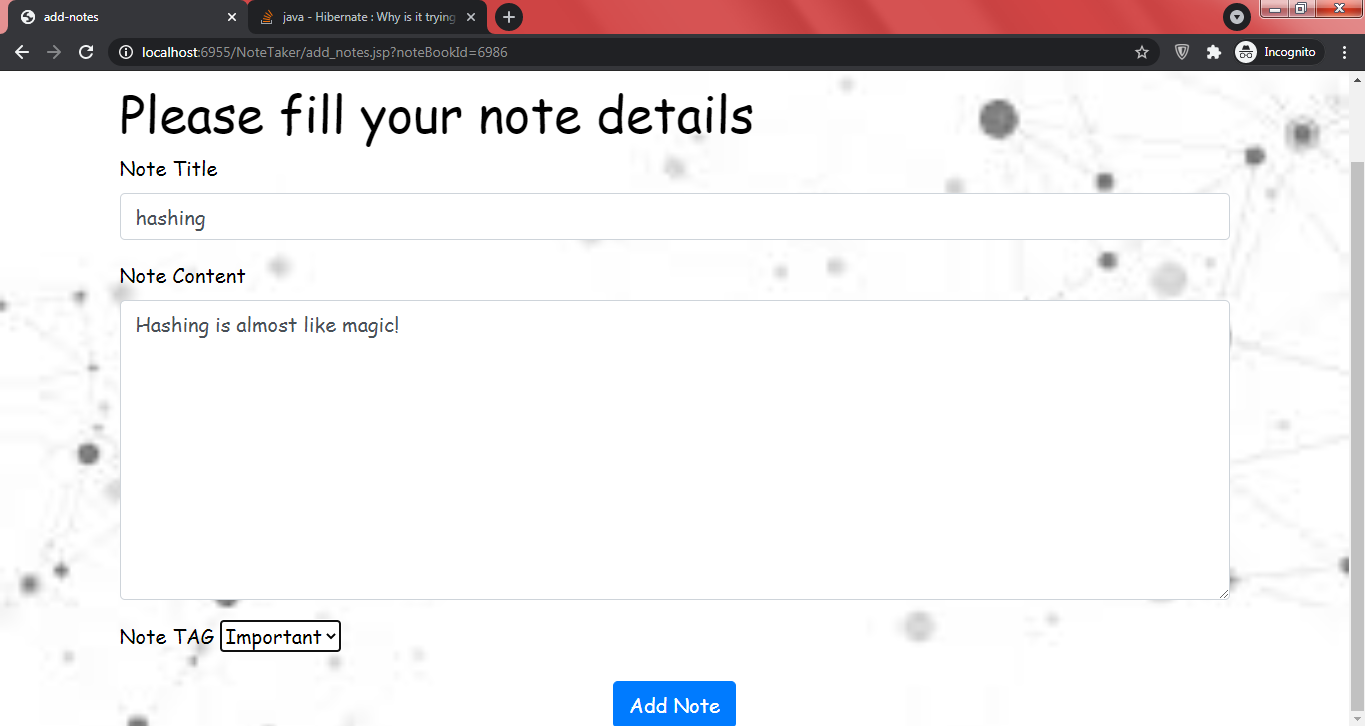 add-notes
java - Hibernate : Why is it trying
localhost:6955/NoteTaker/add_notes.jsp?noteBookId=6986
Incognito
Please fill your note details
Note Title
hashing
Note Content
Hashing is almost like magic!
Note TAG Important
Add Note